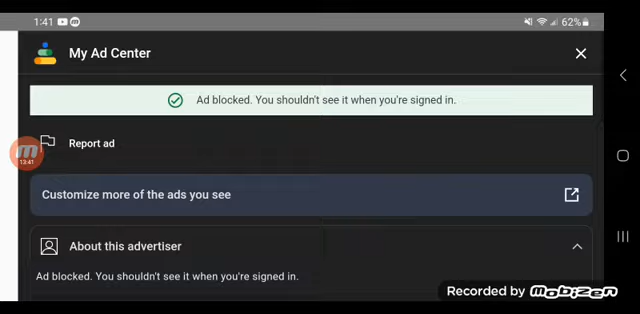 1:41
62%
My Ad Center
Ad blocked. You shouldn't see it when you're signed in.
Report ad
13:41
Customize more of the ads you see
About this advertiser
Ad blocked. You shouldn't see it when you're signed in.
Recorded by Mobizen